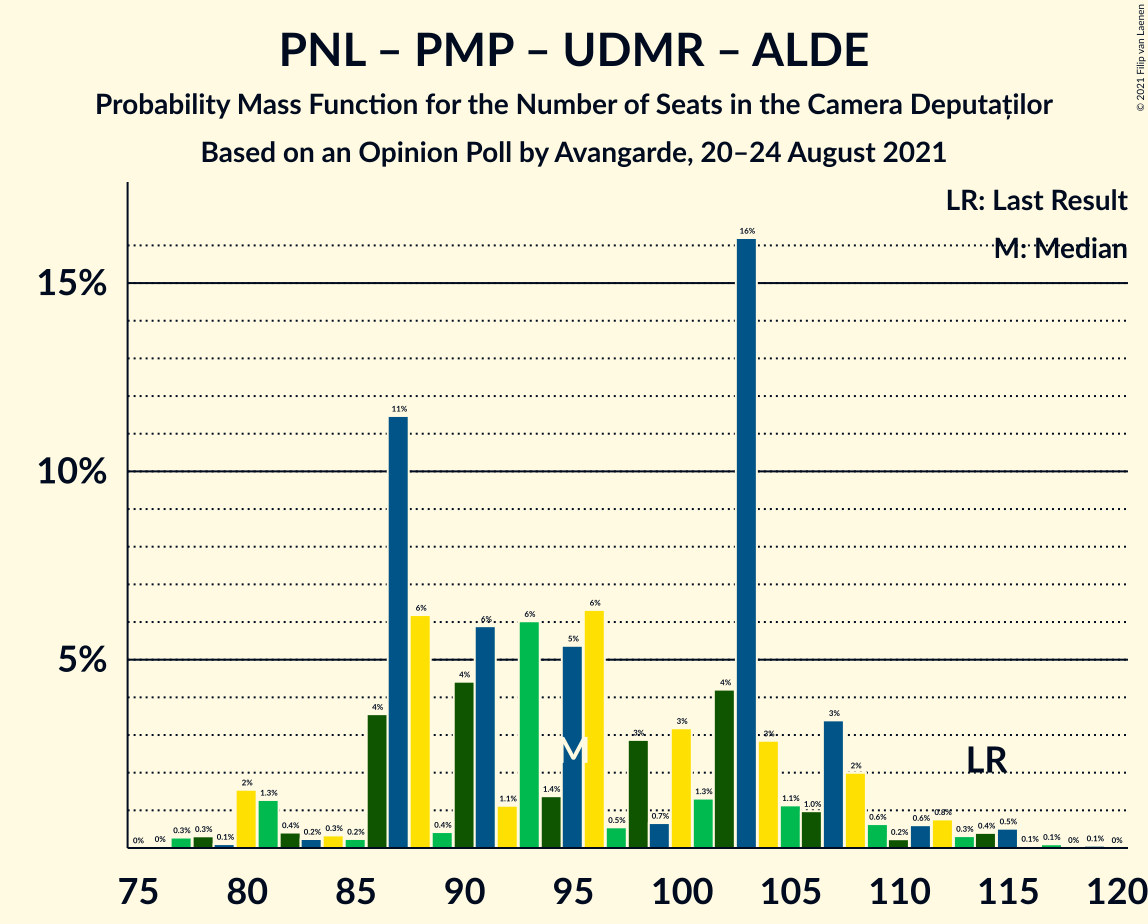 PNL – PMP – UDMR – ALDE
Probability Mass Function for the Number of Seats in the Camera Deputaților
Based on an Opinion Poll by Avangarde, 20–24 August 2021
© 2021 Filip van Laenen
LR: Last Result
M: Median
15%
10%
5%
0% 0% 0.3% 0.3% 0.1% 2% 1.3% 0.4% 0.2% 0.3% 0.2% 4% 11% 6% 0.4% 4% 6% 1.1% 6% 1.4% 5% 6% 0.5% 3% 0.7% 3% 1.3% 4% 16% 3% 1.1% 1.0% 3% 2% 0.6% 0.2% 0.6% 0.8% 0.3% 0.4% 0.5% 0.1% 0.1% 0% 0.1% 0%
M
LR
75 80 85 90 95 100 105 110 115 120